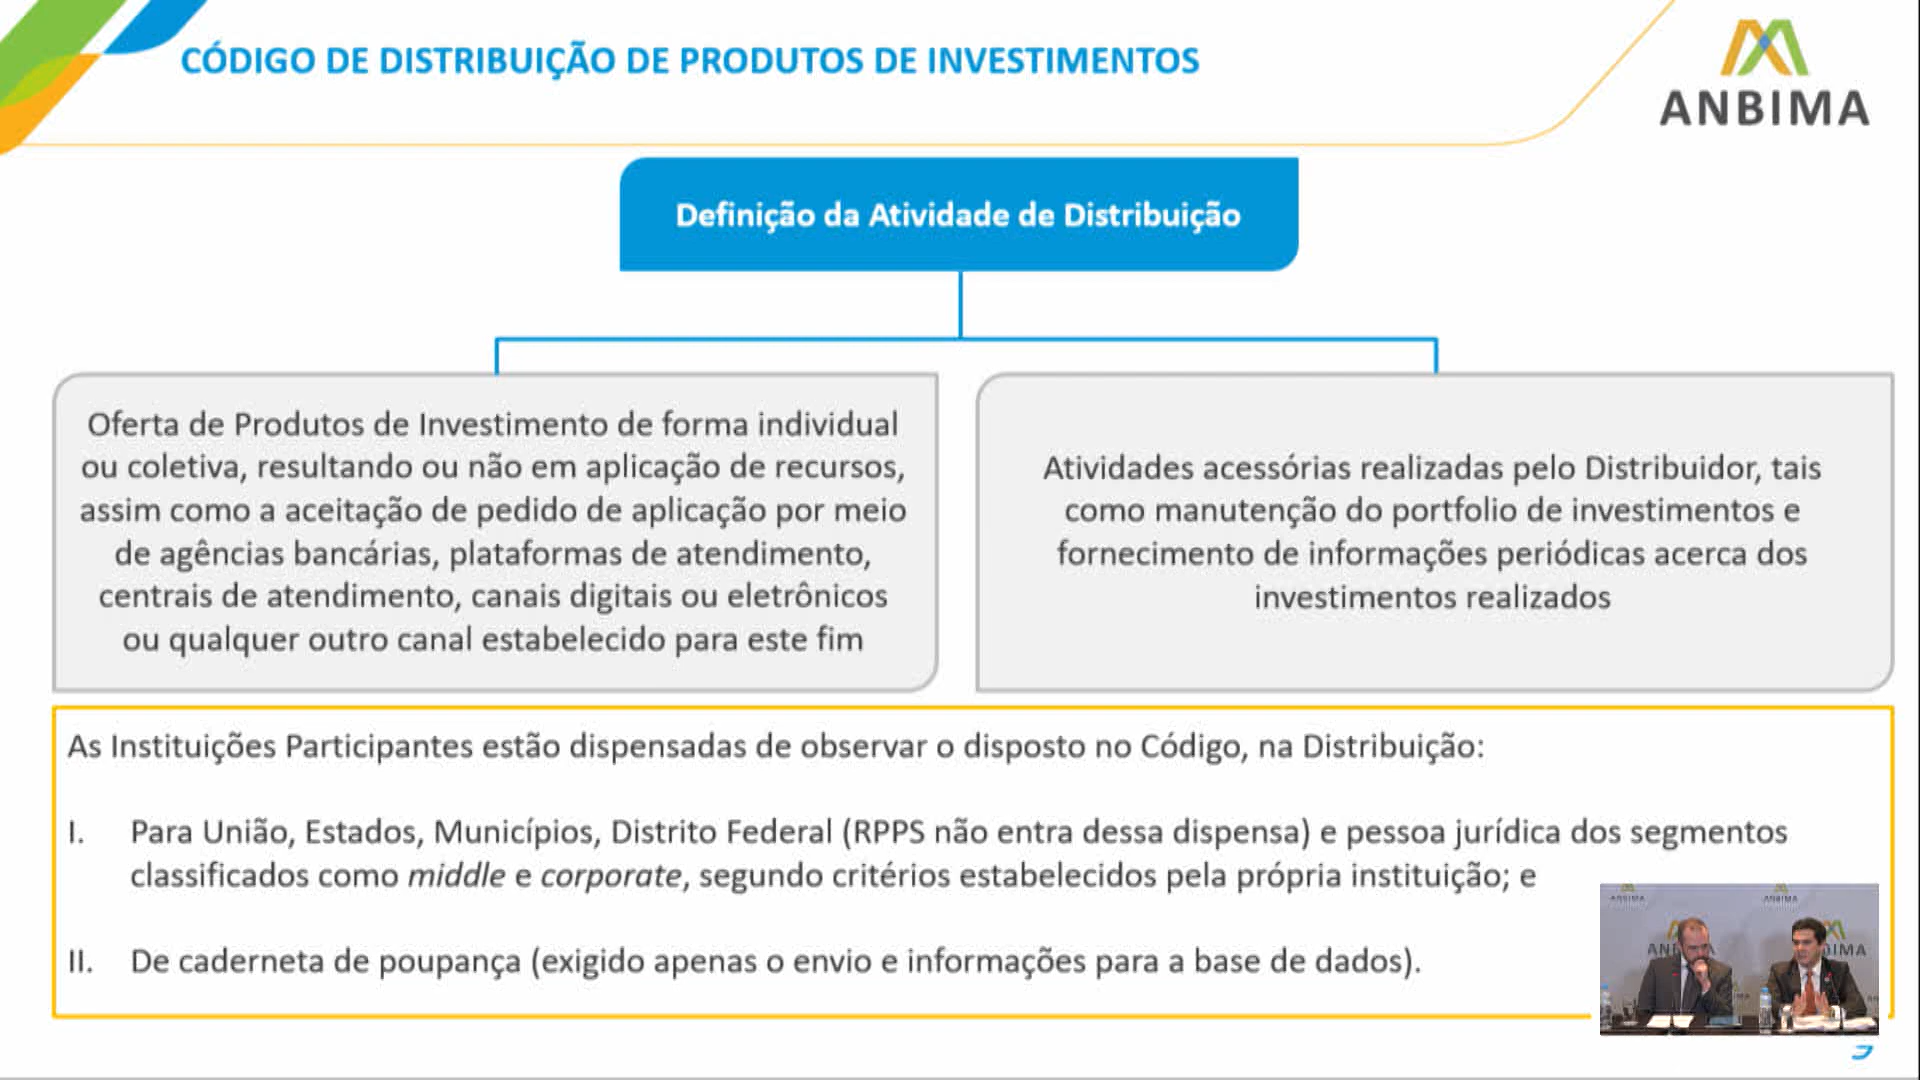 CÓDIGO DE DISTRIBUIÇÃO DE PRODUTOS DE INVESTIMENTOS
ANBIMA
Definição da Atividade de Distribuição
Oferta de Produtos de Investimento de forma individual
ou coletiva, resultando ou não em aplicação de recursos,
assim como a aceitação de pedido de aplicação por meio
de agências bancárias, plataformas de atendimento,
centrais de atendimento, canais digitais ou eletrônicos
ou qualquer outro canal estabelecido para este fim
Atividades acessórias realizadas pelo Distribuidor, tais
como manutenção do portfolio de investimentos e
fornecimento de informações periódicas acerca dos
investimentos realizados
As Instituições Participantes estão dispensadas de observar o disposto no Código, na Distribuição:
I. Para União, Estados, Municípios, Distrito Federal (RPPS não entra dessa dispensa) e pessoa jurídica dos segmentos
classificados como middle e corporate, segundo critérios estabelecidos pela própria instituição; e
II. De caderneta de poupança (exigido apenas o envio e informações para a base de dados).
ANBIMA
ANBIMA